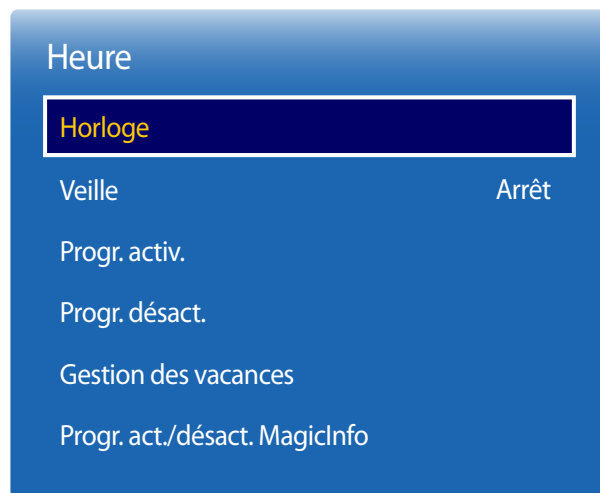 Heure
Horloge
Veille Arrêt
Progr. activ.
Progr. désact.
Gestion des vacances
Progr. act./désact. MagicInfo